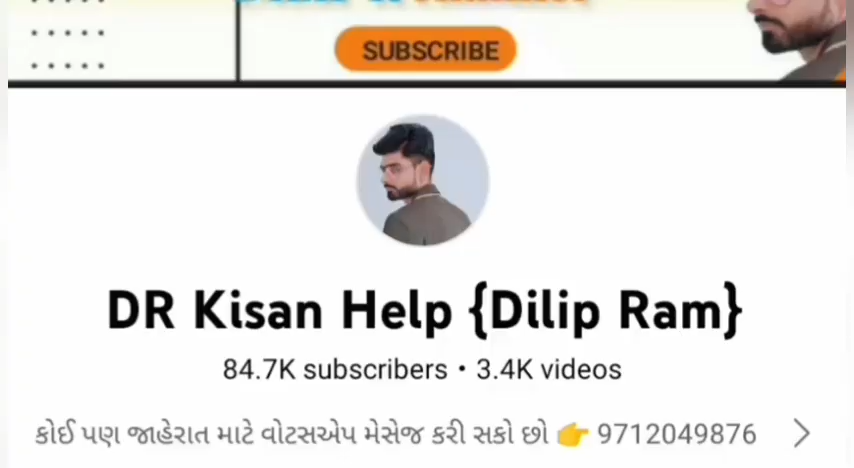 SUBSCRIBE
DR Kisan Help {Dilip Ram}
84.7K subscribers • 3.4K videos
કોઈ પણ જાહેરાત માટે વોટસએપ મેસેજ કરી સકો છો 👉 9712049876